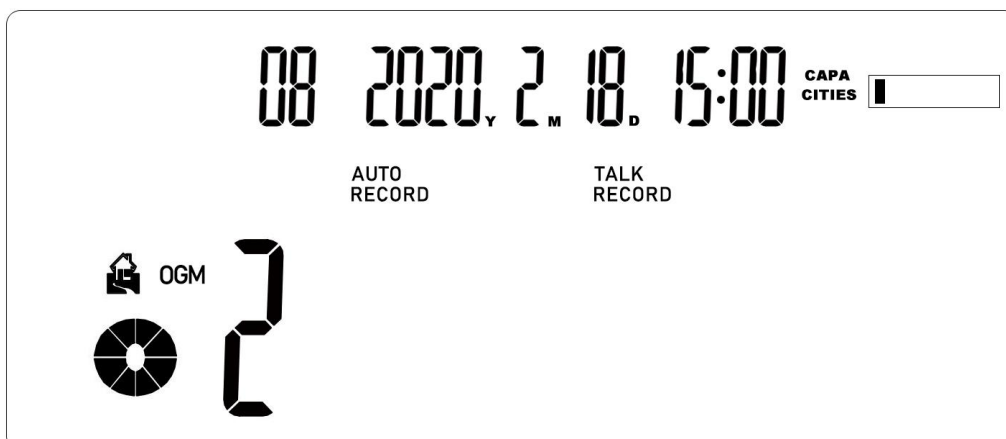 08 2020Y 2M 18D 15:00 CAPA
CITIES
AUTO
RECORD
TALK
RECORD
OGM
2